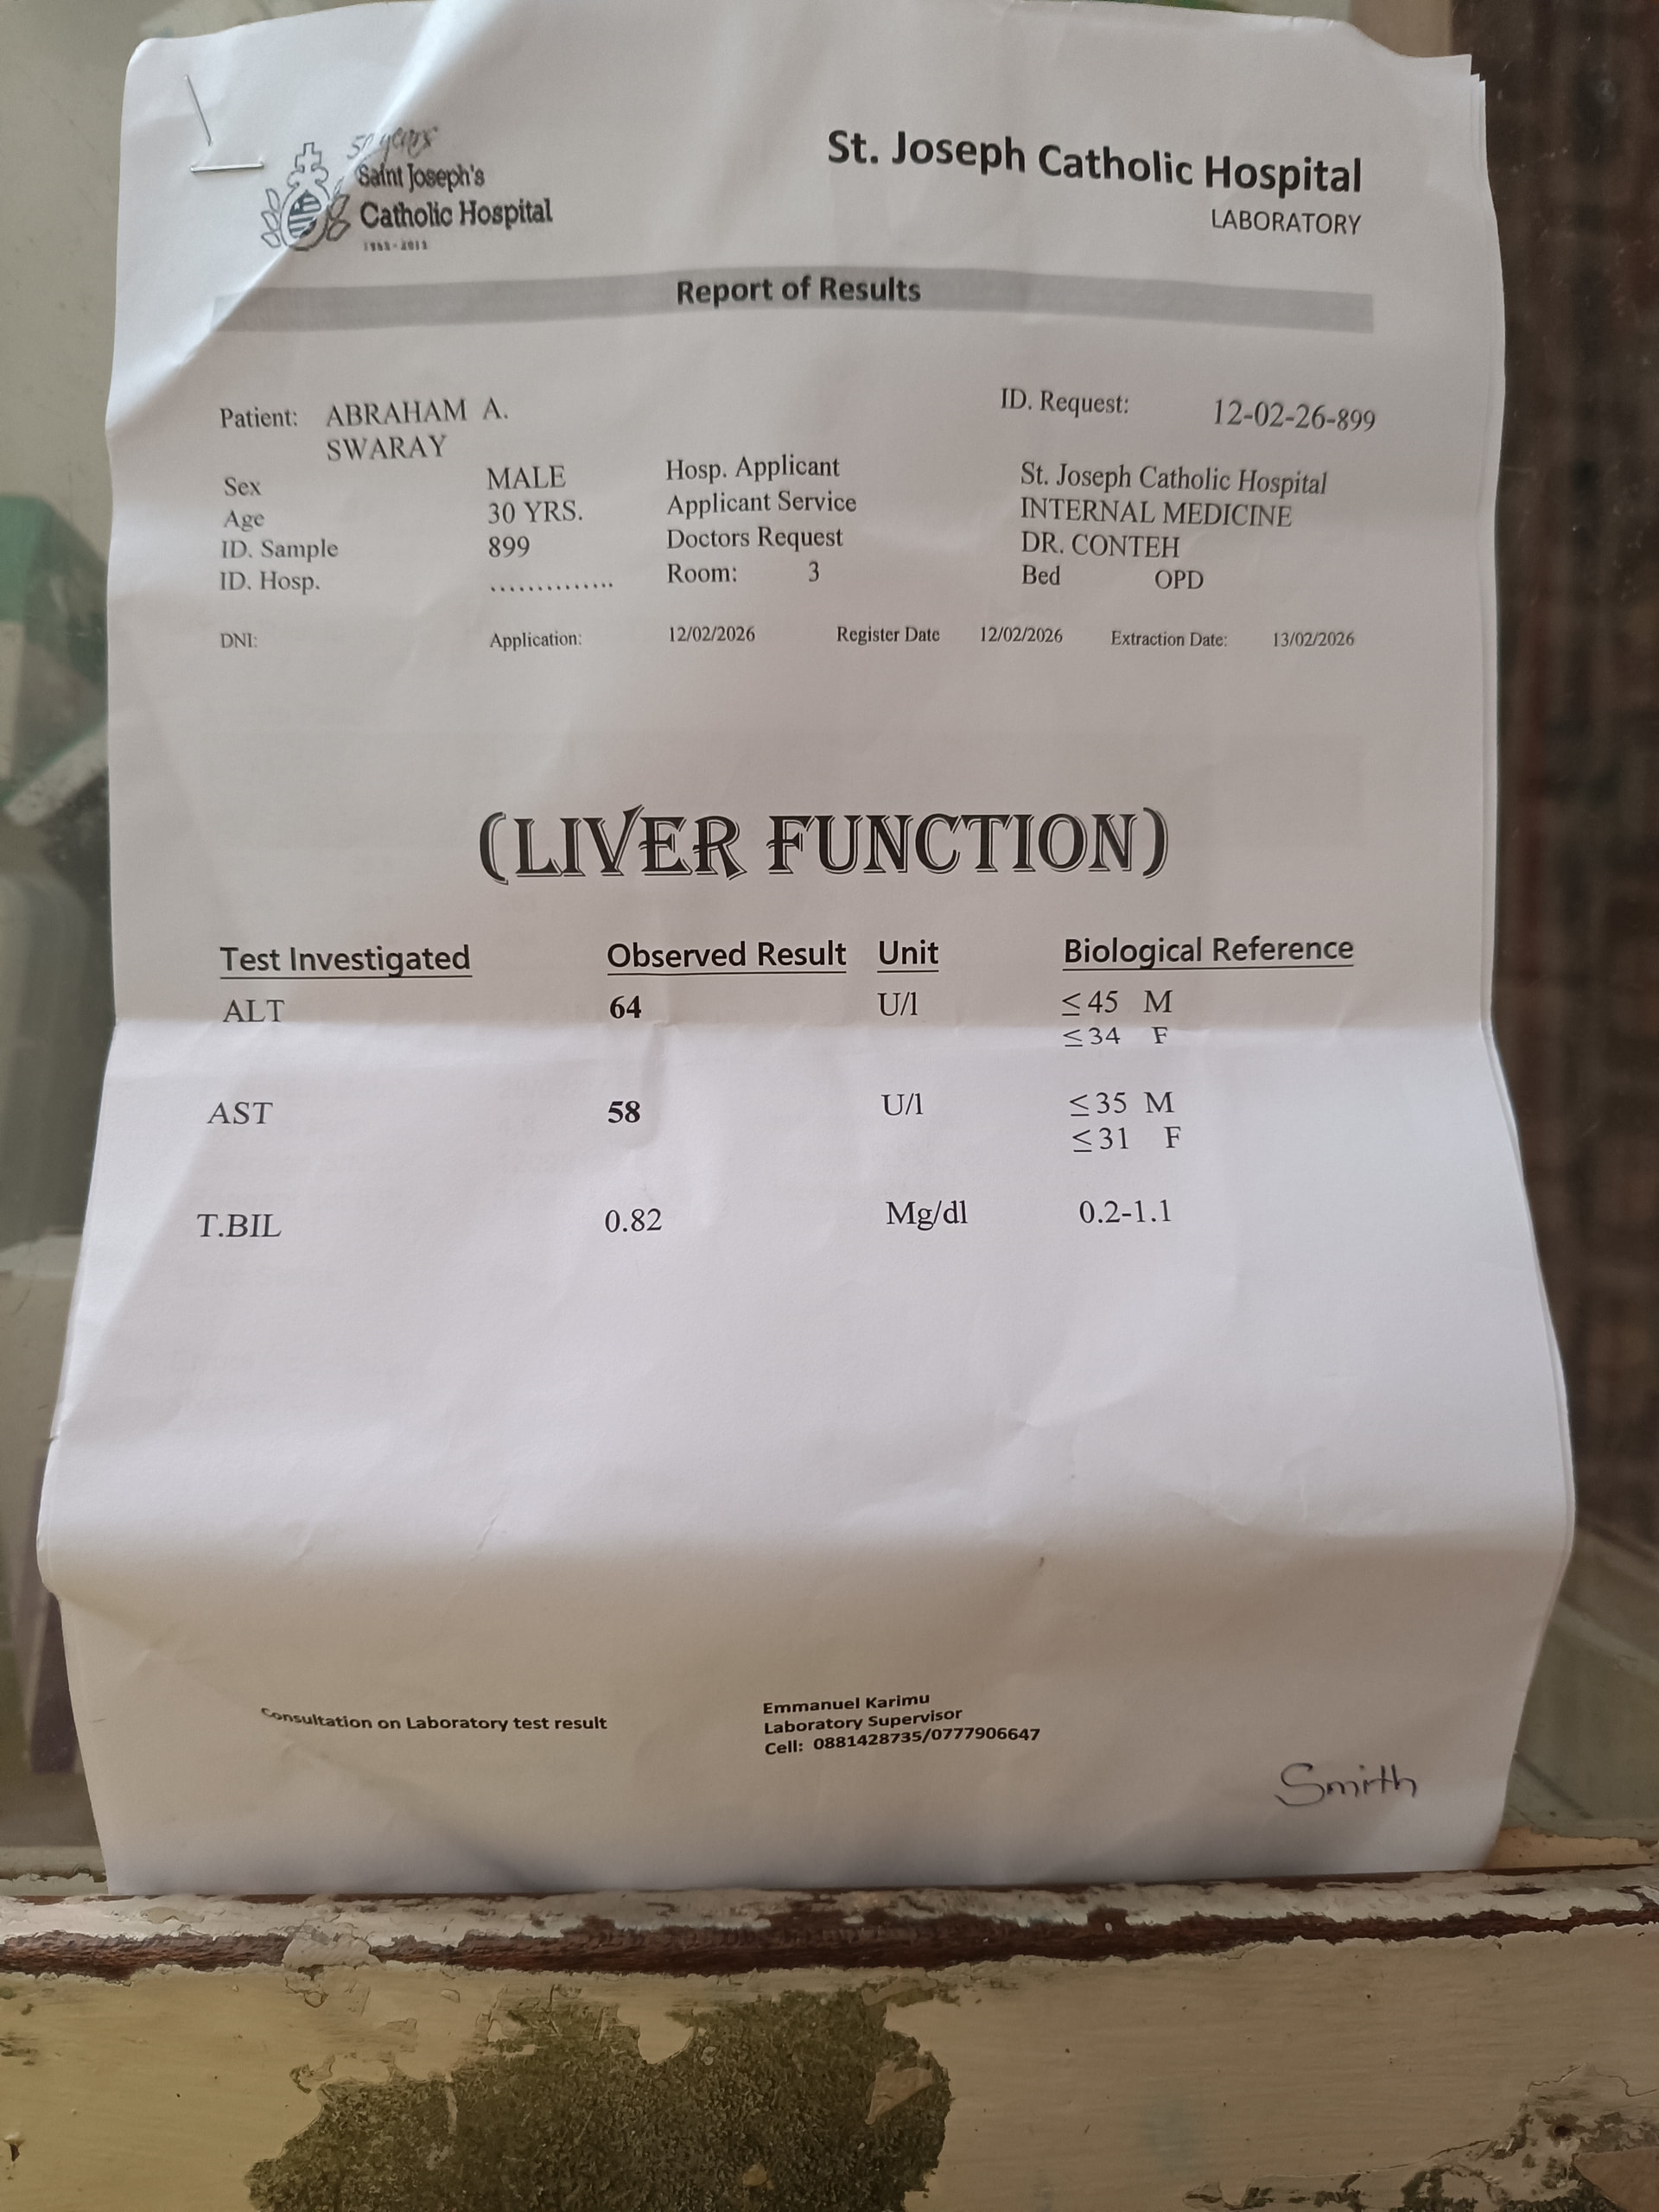 50 years
Saint Joseph's
Catholic Hospital
1963-2013
St. Joseph Catholic Hospital
LABORATORY
Report of Results
Patient: ABRAHAM A.
SWARAY
ID. Request: 12-02-26-899
Sex MALE Hosp. Applicant St. Joseph Catholic Hospital
Age 30 YRS. Applicant Service INTERNAL MEDICINE
ID. Sample 899 Doctors Request DR. CONTEH
ID. Hosp. .............. Room: 3 Bed OPD
DNI: Application: 12/02/2026 Register Date 12/02/2026 Extraction Date: 13/02/2026
(LIVER FUNCTION)
Test Investigated Observed Result Unit Biological Reference
ALT 64 U/l ≤45 M
≤34 F
AST 58 U/l ≤35 M
≤31 F
T.BIL 0.82 Mg/dl 0.2-1.1
Consultation on Laboratory test result
Emmanuel Karimu
Laboratory Supervisor
Cell: 0881428735/0777906647
Smith